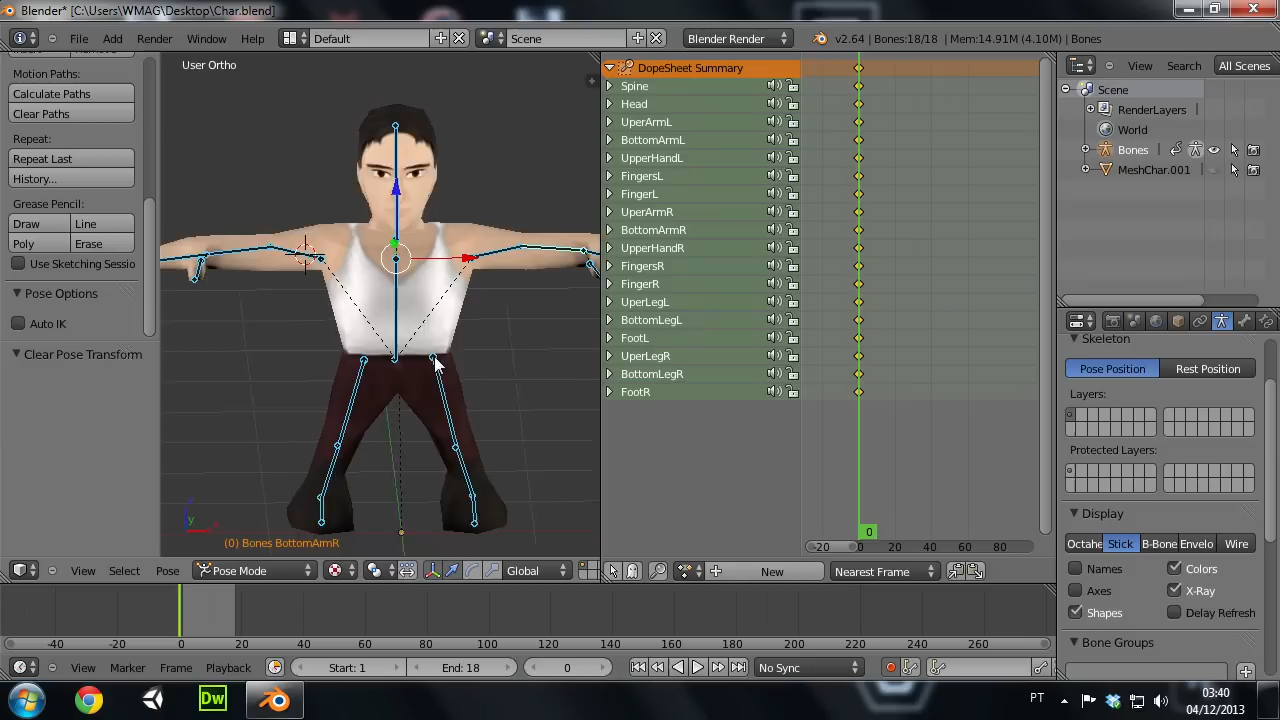 Blender* [C:\Users\WMAG\Desktop\Char.blend]
File Add Render Window Help Default Scene Blender Render v2.64 | Bones:18/18 | Mem:14.91M (4.10M) | Bones
Motion Paths:
Calculate Paths
Clear Paths
Repeat:
Repeat Last
History...
Grease Pencil:
Draw Line
Poly Erase
Use Sketching Sessio
Pose Options
Auto IK
Clear Pose Transform
User Ortho
z
y
x
(0) Bones BottomArmR
View Select Pose Pose Mode Global
DopeSheet Summary
Spine
Head
UperArmL
BottomArmL
UpperHandL
FingersL
FingerL
UperArmR
BottomArmR
UpperHandR
FingersR
FingerR
UperLegL
BottomLegL
FootL
UperLegR
BottomLegR
FootR
0
-20 0 20 40 60 80
New Nearest Frame
View Search All Scenes
Scene
RenderLayers
World
Bones
MeshChar.001
Skeleton
Pose Position Rest Position
Layers:
Protected Layers:
Display
Octahe Stick B-Bone Envelo Wire
Names Colors
Axes X-Ray
Shapes Delay Refresh
Bone Groups
-40 -20 0 20 40 60 80 100 120 140 160 180 200 220 240 260
View Marker Frame Playback Start: 1 End: 18 0 No Sync
Dw
PT
03:40
04/12/2013